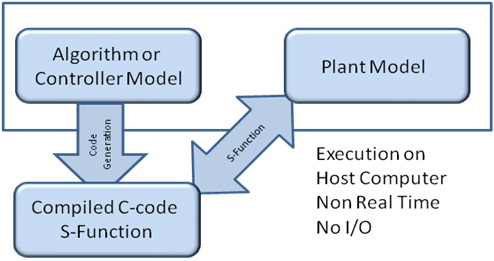 Algorithm or
Controller Model
Plant Model
Code
Generation
S-Function
Compiled C-code
S-Function
Execution on
Host Computer
Non Real Time
No I/O